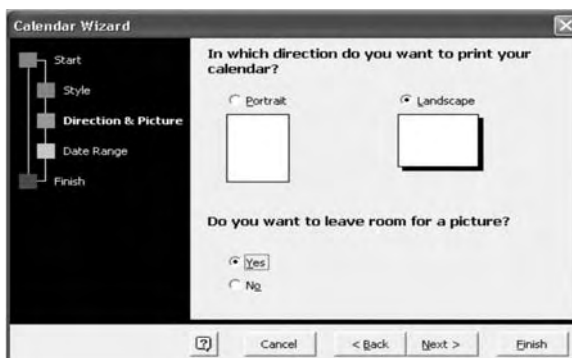 Calendar Wizard
Start
Style
Direction & Picture
Date Range
Finish
In which direction do you want to print your
calendar?
Portrait
Landscape
Do you want to leave room for a picture?
Yes
No
?
Cancel
< Back
Next >
Finish